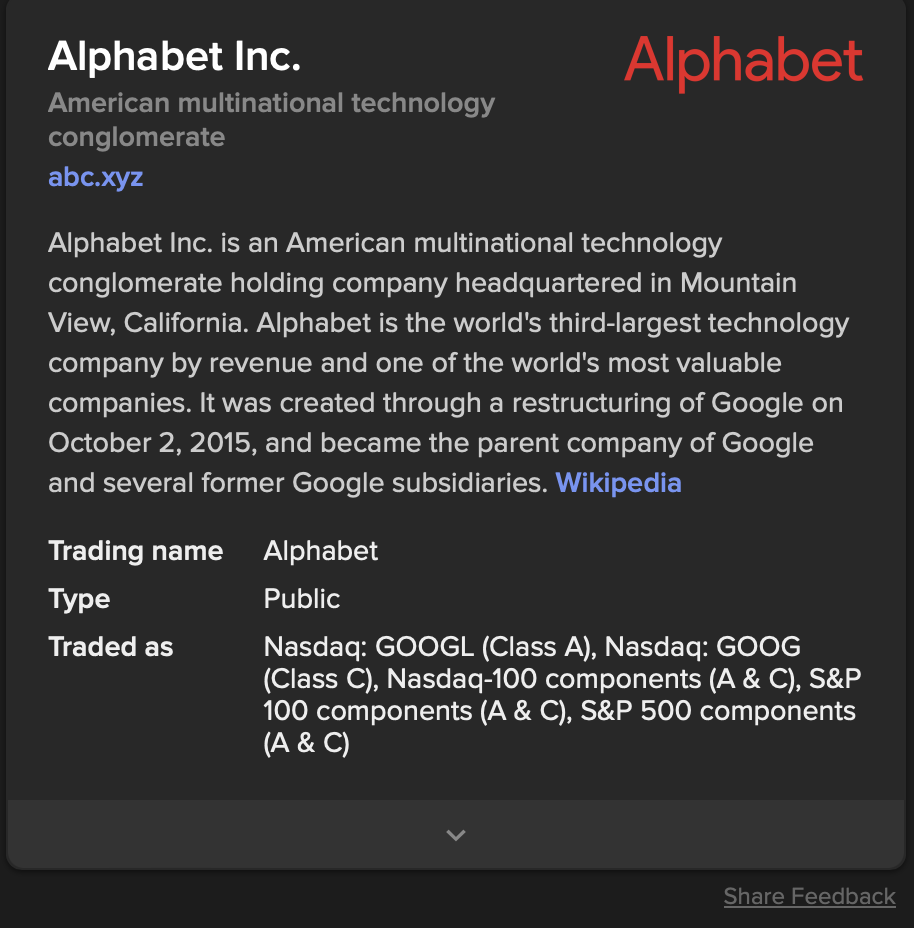 Alphabet Inc.
Alphabet
American multinational technology
conglomerate
abc.xyz
Alphabet Inc. is an American multinational technology
conglomerate holding company headquartered in Mountain
View, California. Alphabet is the world's third-largest technology
company by revenue and one of the world's most valuable
companies. It was created through a restructuring of Google on
October 2, 2015, and became the parent company of Google
and several former Google subsidiaries. Wikipedia
Trading name Alphabet
Type Public
Traded as Nasdaq: GOOGL (Class A), Nasdaq: GOOG
(Class C), Nasdaq-100 components (A & C), S&P
100 components (A & C), S&P 500 components
(A & C)
Share Feedback